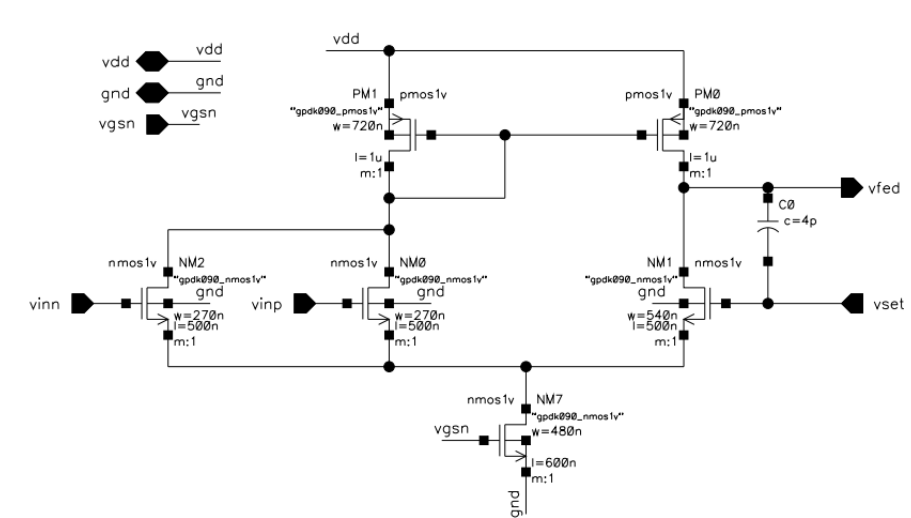 vdd
vdd
vdd
gnd
gnd
vgsn
vgsn
PM1
pmos1v
"gpdk090_pmos1v"
w=720n
l=1u
m:1
pmos1v
PM0
"gpdk090_pmos1v"
w=720n
l=1u
m:1
vfed
C0
c=4p
nmos1v
NM2
"gpdk090_nmos1v"
vinn
gnd
w=270n
l=500n
m:1
nmos1v
NM0
"gpdk090_nmos1v"
vinp
gnd
w=270n
l=500n
m:1
NM1
nmos1v
"gpdk090_nmos1v"
gnd
w=540n
l=500n
m:1
vset
nmos1v
NM7
"gpdk090_nmos1v"
vgsn
w=480n
l=600n
m:1
gnd